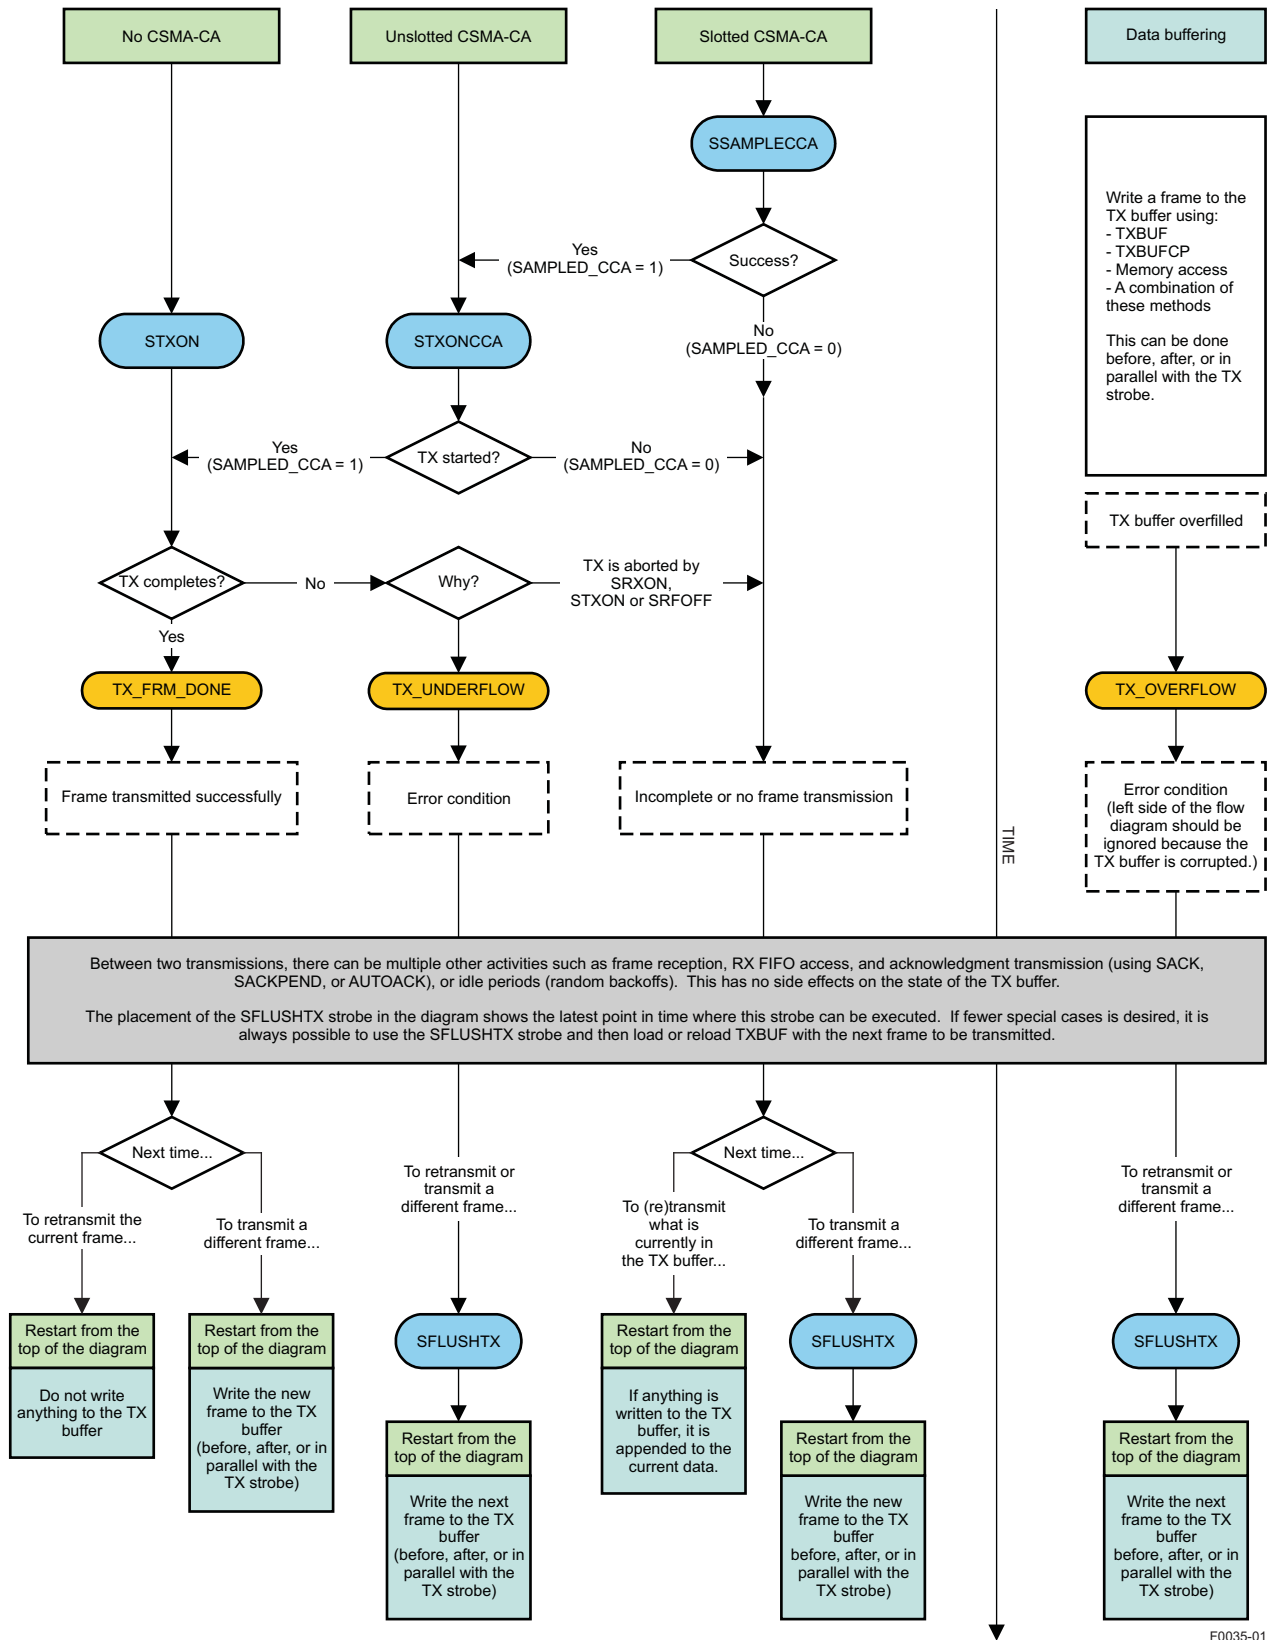 No CSMA-CA
Unslotted CSMA-CA
Slotted CSMA-CA
Data buffering
SSAMPLECCA
Write a frame to the
TX buffer using:
- TXBUF
- TXBUFCP
- Memory access
- A combination of
these methods
This can be done
before, after, or in
parallel with the TX
strobe.
Yes
(SAMPLED_CCA = 1)
Success?
STXON
STXONCCA
No
(SAMPLED_CCA = 0)
Yes
(SAMPLED_CCA = 1)
TX started?
No
(SAMPLED_CCA = 0)
TX buffer overfilled
TX completes?
No
Why?
TX is aborted by
SRXON,
STXON or SRFOFF
Yes
TX_FRM_DONE
TX_UNDERFLOW
TX_OVERFLOW
Frame transmitted successfully
Error condition
Incomplete or no frame transmission
Error condition
(left side of the flow
diagram should be
ignored because the
TX buffer is corrupted.)
TIME
Between two transmissions, there can be multiple other activities such as frame reception, RX FIFO access, and acknowledgment transmission (using SACK,
SACKPEND, or AUTOACK), or idle periods (random backoffs). This has no side effects on the state of the TX buffer.
The placement of the SFLUSHTX strobe in the diagram shows the latest point in time where this strobe can be executed. If fewer special cases is desired, it is
always possible to use the SFLUSHTX strobe and then load or reload TXBUF with the next frame to be transmitted.
Next time...
To retransmit the
current frame...
To transmit a
different frame...
To retransmit or
transmit a
different frame...
Next time...
To (re)transmit
what is
currently in
the TX buffer...
To transmit a
different frame...
To retransmit or
transmit a
different frame...
Restart from the
top of the diagram
Do not write
anything to the TX
buffer
Restart from the
top of the diagram
Write the new
frame to the TX
buffer
(before, after, or in
parallel with the
TX strobe)
SFLUSHTX
Restart from the
top of the diagram
Write the next
frame to the TX
buffer
(before, after, or in
parallel with the
TX strobe)
Restart from the
top of the diagram
If anything is
written to the TX
buffer, it is
appended to the
current data.
SFLUSHTX
Restart from the
top of the diagram
Write the new
frame to the TX
buffer
before, after, or in
parallel with the
TX strobe)
SFLUSHTX
Restart from the
top of the diagram
Write the next
frame to the TX
buffer
before, after, or in
parallel with the
TX strobe)
F0035-01